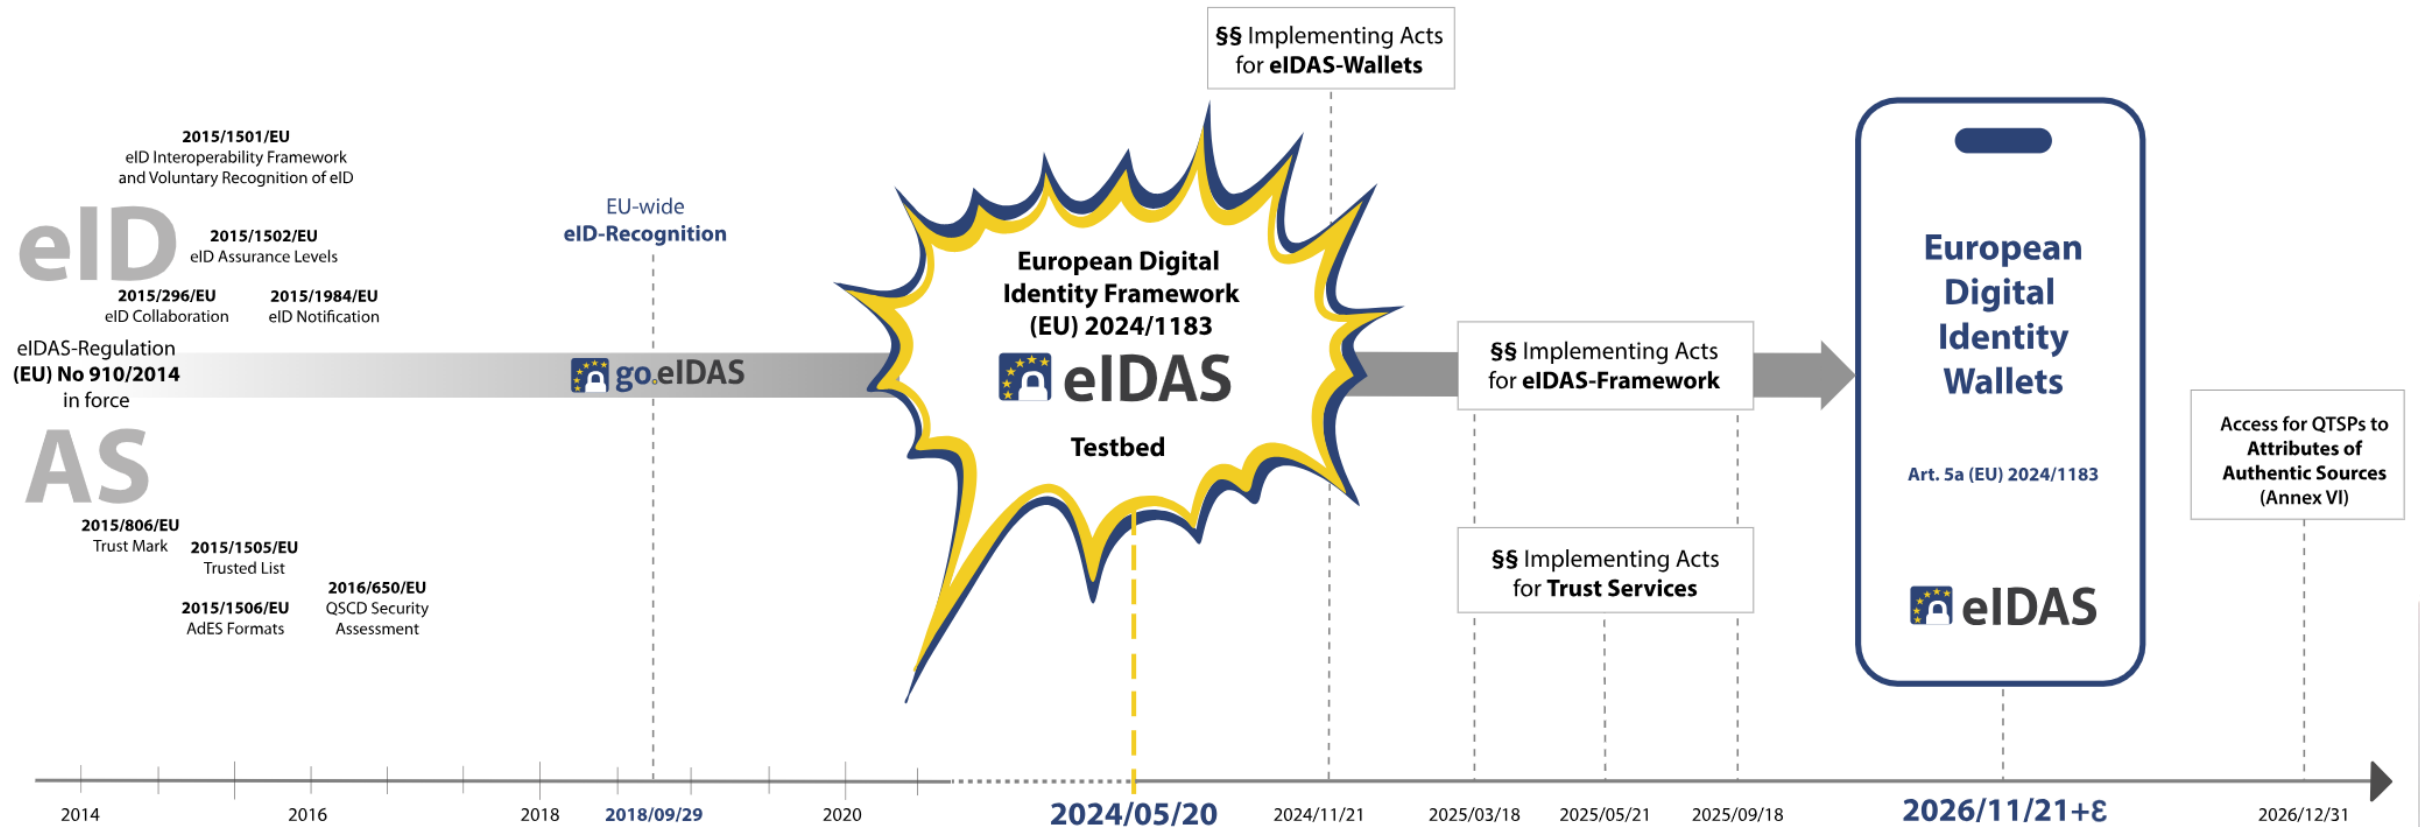 §§ Implementing Acts
for eIDAS-Wallets
2015/1501/EU
eID Interoperability Framework
and Voluntary Recognition of eID
eID
2015/1502/EU
eID Assurance Levels
2015/296/EU
eID Collaboration
2015/1984/EU
eID Notification
eIDAS-Regulation
(EU) No 910/2014
in force
AS
2015/806/EU
Trust Mark
2015/1505/EU
Trusted List
2015/1506/EU
AdES Formats
2016/650/EU
QSCD Security
Assessment
EU-wide
eID-Recognition
go.eIDAS
European Digital
Identity Framework
(EU) 2024/1183
eIDAS
Testbed
§§ Implementing Acts
for eIDAS-Framework
§§ Implementing Acts
for Trust Services
European
Digital
Identity
Wallets
Art. 5a (EU) 2024/1183
eIDAS
Access for QTSPs to
Attributes of
Authentic Sources
(Annex VI)
2014
2016
2018
2018/09/29
2020
2024/05/20
2024/11/21
2025/03/18
2025/05/21
2025/09/18
2026/11/21+ε
2026/12/31